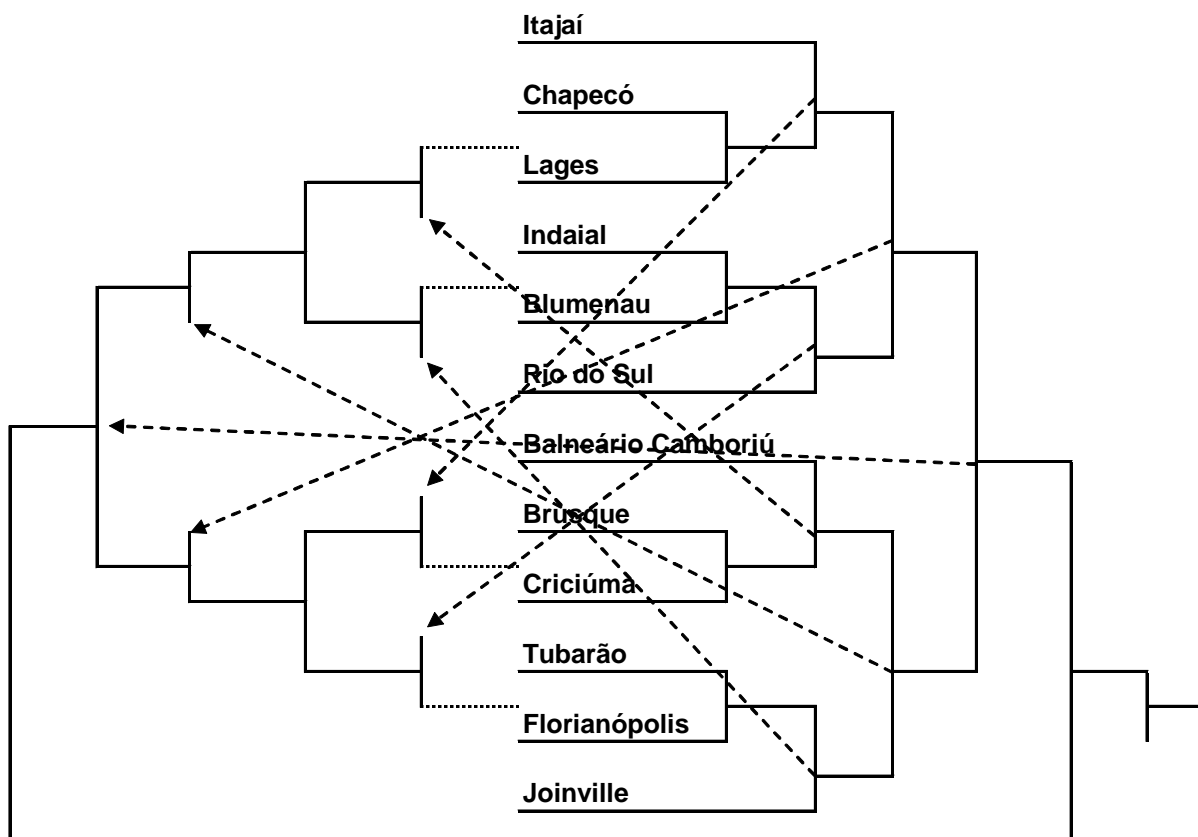 Itajaí
Chapecó
Lages
Indaial
Blumenau
Rio do Sul
Balneário Camboriú
Brusque
Criciúma
Tubarão
Florianópolis
Joinville